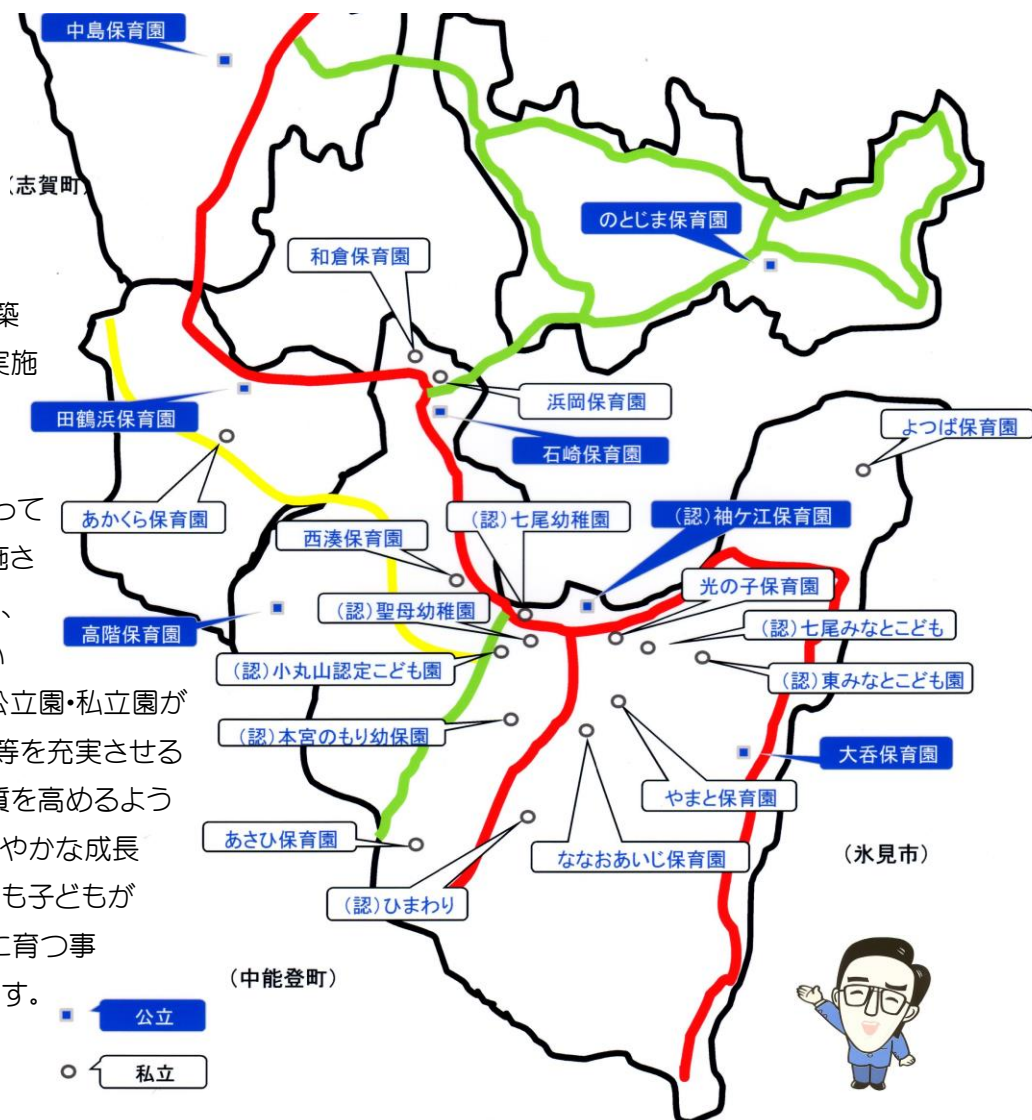 中島保育園
(志賀町)
のとじま保育園
和倉保育園
築
実施
浜岡保育園
田鶴浜保育園
よつば保育園
石崎保育園
って
あかくら保育園
(認)七尾幼稚園
(認)袖ケ江保育園
西湊保育園
施さ
光の子保育園
(認)聖母幼稚園
、
高階保育園
(認)七尾みなとこども
い
(認)小丸山認定こども園
(認)東みなとこども園
公立園・私立園が
(認)本宮のもり幼保園
等を充実させる
大呑保育園
質を高めるよう
やまと保育園
あさひ保育園
やかな成長
ななおあいじ保育園
(氷見市)
も子どもが
(認)ひまわり
に育つ事
(中能登町)
す。
公立
私立